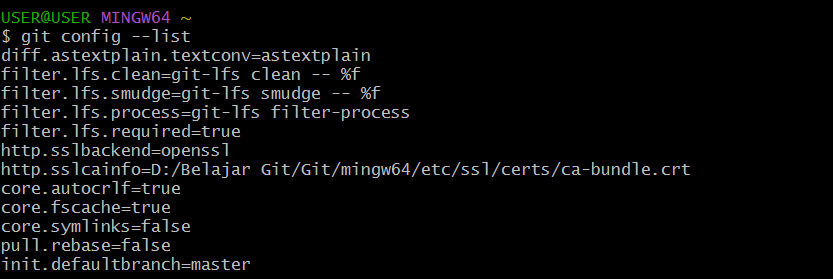 USER@USER MINGW64 ~
$ git config --list
diff.astextplain.textconv=astextplain
filter.lfs.clean=git-lfs clean -- %f
filter.lfs.smudge=git-lfs smudge -- %f
filter.lfs.process=git-lfs filter-process
filter.lfs.required=true
http.sslbackend=openssl
http.sslcainfo=D:/Belajar Git/Git/mingw64/etc/ssl/certs/ca-bundle.crt
core.autocrlf=true
core.fscache=true
core.symlinks=false
pull.rebase=false
init.defaultbranch=master